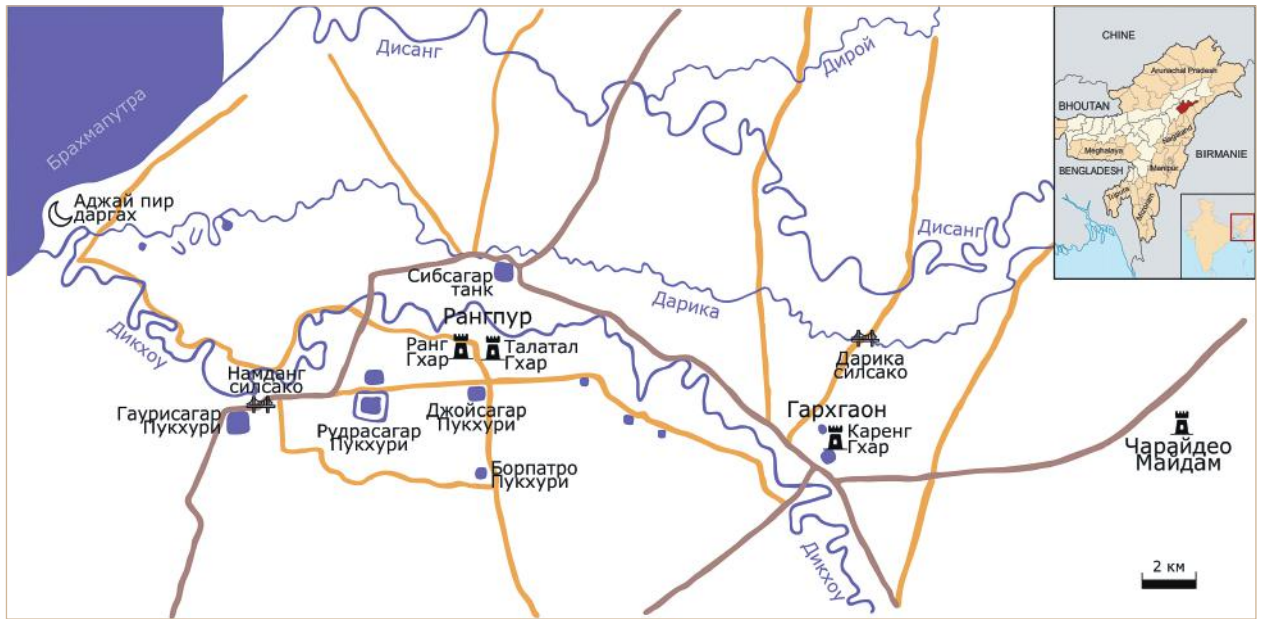 Дисанг
Дирой
Брахмапутра
Аджай пир
даргах
Дисанг
Сибсагар
танк
Дарика
Рангпур
Ранг
Гхар
Талатал
Гхар
Дикхоу
Намданг
силсако
Дарика
силсако
Гаурисагар
Пукхури
Рудрасагар
Пукхури
Джойсагар
Пукхури
Гархгаон
Каренг
Гхар
Чарайдео
Майдам
Борпатро
Пукхури
Дикхоу
2 км
CHINE
Arunachal Pradesh
BHOUTAN
Nagaland
Meghalaya
BIRMANIE
BENGLADESH
Manipur
Tripura
Mizoram